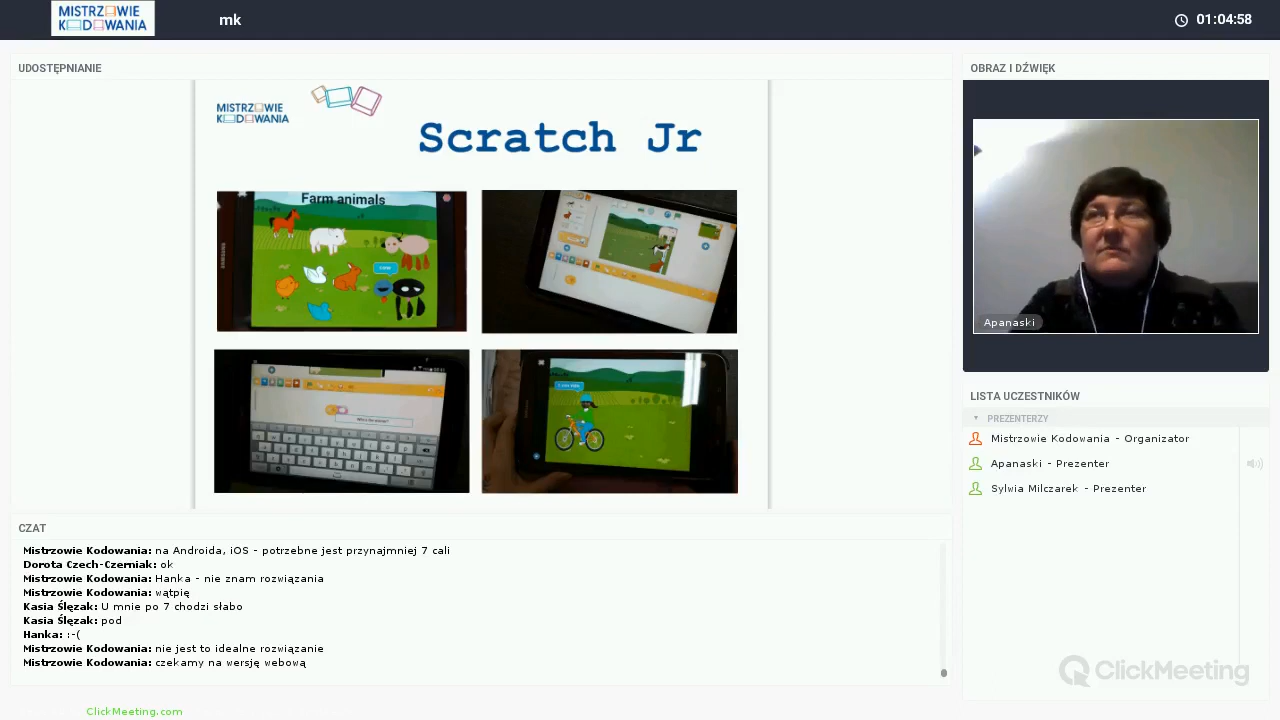 MISTRZOWIE
KODOWANIA
mk
01:04:58
UDOSTĘPNIANIE
MISTRZOWIE
KODOWANIA
Scratch Jr
Farm animals
OBRAZ I DŹWIĘK
Apanaski
LISTA UCZESTNIKÓW
PREZENTERZY
Mistrzowie Kodowania - Organizator
Apanaski - Prezenter
Sylwia Milczarek - Prezenter
CZAT
Mistrzowie Kodowania: na Androida, iOS - potrzebne jest przynajmniej 7 cali
Dorota Czech-Czerniak: ok
Mistrzowie Kodowania: Hanka - nie znam rozwiązania
Mistrzowie Kodowania: wątpię
Kasia Ślęzak: U mnie po 7 chodzi słabo
Kasia Ślęzak: pod
Hanka: :-(
Mistrzowie Kodowania: nie jest to idealne rozwiązanie
Mistrzowie Kodowania: czekamy na wersję webową
ClickMeeting
ClickMeeting.com